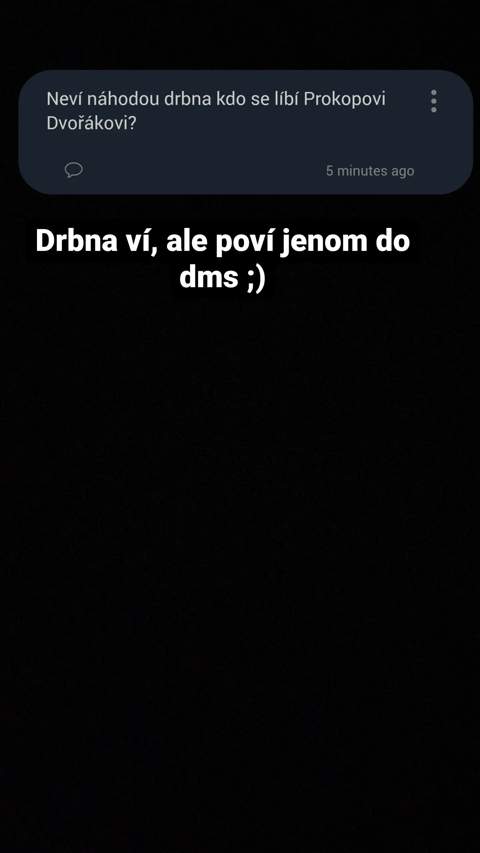 Neví náhodou drbna kdo se líbí Prokopovi
Dvořákovi?
5 minutes ago
Drbna ví, ale poví jenom do
dms ;)